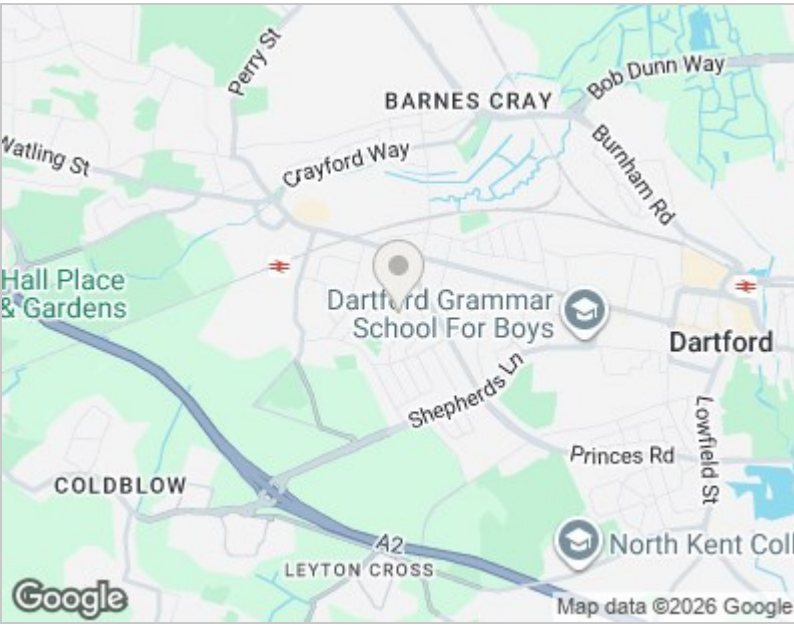 Perry St
Bob Dunn Way
BARNES CRAY
Watling St
Crayford Way
Burnham Rd
Hall Place
& Gardens
Dartford Grammar
School For Boys
Dartford
Shepherds Ln
Lowfield St
Princes Rd
COLDBLOW
A2
North Kent Coll
LEYTON CROSS
Google
Map data ©2026 Google